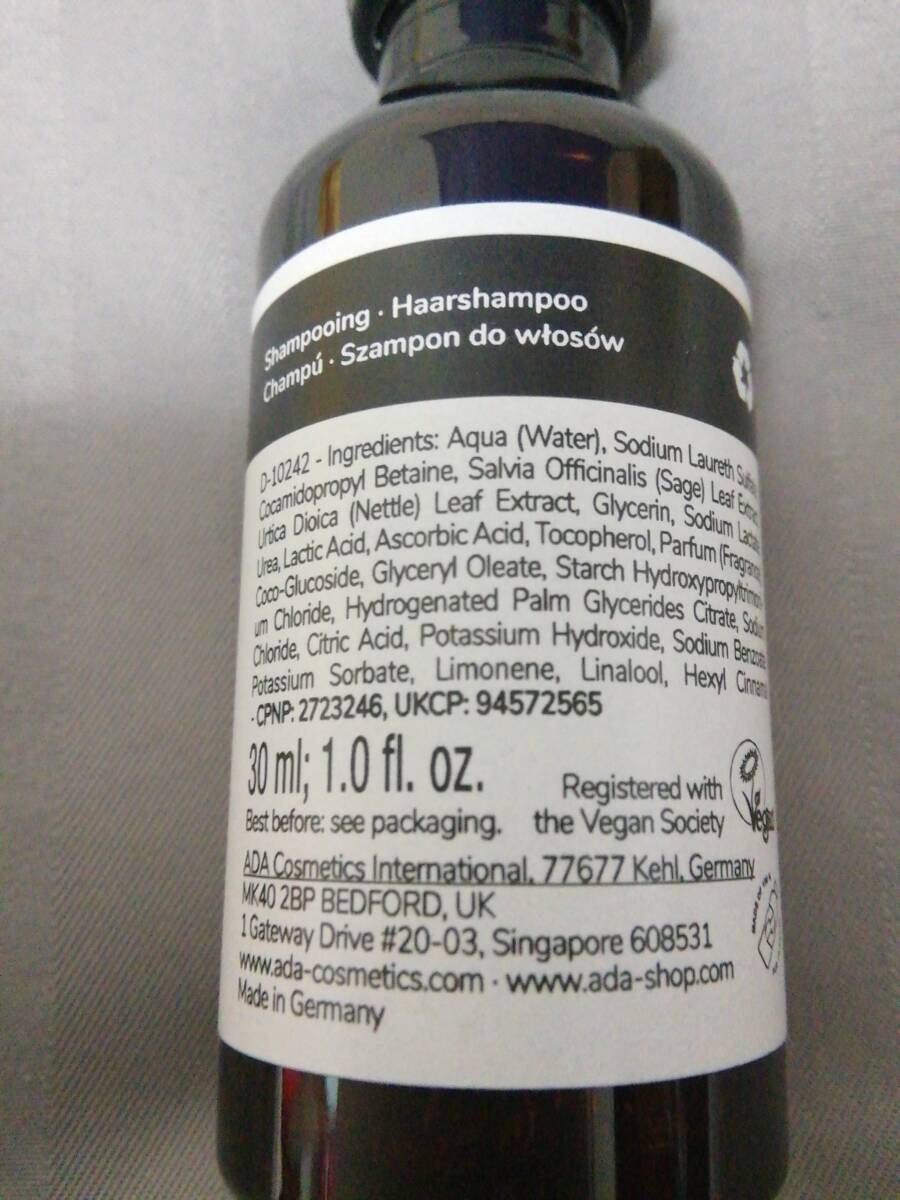 Shampooing · Haarshampoo
Champú · Szampon do włosów
D-10242 - Ingredients: Aqua (Water), Sodium Laureth
Cocamidopropyl Betaine, Salvia Officinalis (Sage) Leaf
Urtica Dioica (Nettle) Leaf Extract, Glycerin, Sodium
Urea, Lactic Acid, Ascorbic Acid, Tocopherol, Parfum
Coco-Glucoside, Glyceryl Oleate, Starch
um Chloride, Hydrogenated Palm Glycerides Citrate,
Chloride, Citric Acid, Potassium Hydroxide, Sodium
Potassium Sorbate, Limonene, Linalool, Hexyl
- CPNP: 2723246, UKCP: 94572565
30 ml; 1.0 fl. oz.
Registered with
the Vegan Society
Vegan
Best before: see packaging.
ADA Cosmetics International, 77677 Kehl, Germany
MK40 2BP BEDFORD, UK
1 Gateway Drive #20-03, Singapore 608531
www.ada-cosmetics.com · www.ada-shop.com
Made in Germany